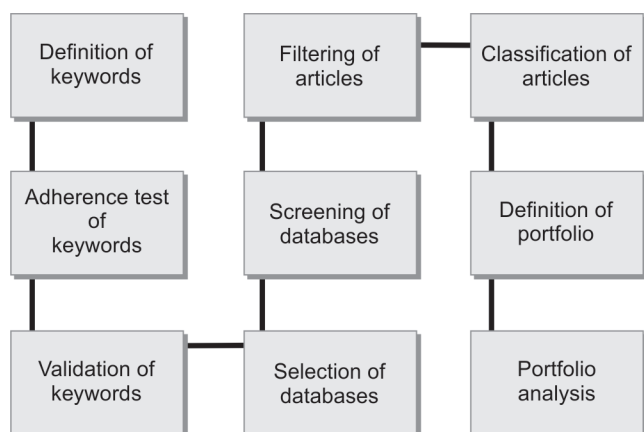 Definition of
keywords
Adherence test
of
keywords
Validation of
keywords
Selection of
databases
Screening of
databases
Filtering of
articles
Classification of
articles
Definition of
portfolio
Portfolio
analysis